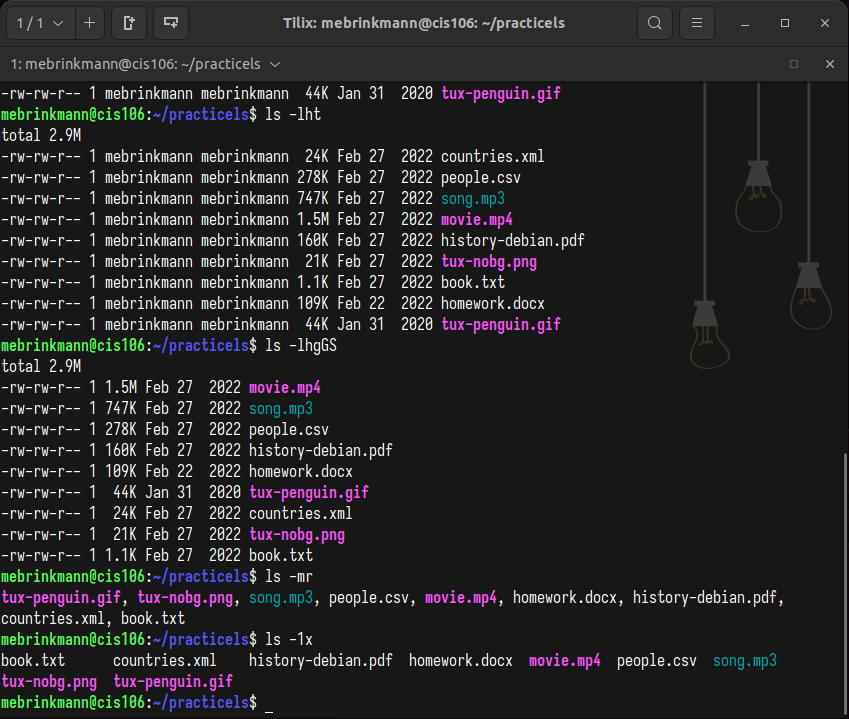 1 / 1 Tilix: mebrinkmann@cis106: ~/practicels
1: mebrinkmann@cis106: ~/practicels
-rw-rw-r-- 1 mebrinkmann mebrinkmann  44K Jan 31  2020 tux-penguin.gif
mebrinkmann@cis106:~/practicels$ ls -lht
total 2.9M
-rw-rw-r-- 1 mebrinkmann mebrinkmann  24K Feb 27  2022 countries.xml
-rw-rw-r-- 1 mebrinkmann mebrinkmann 278K Feb 27  2022 people.csv
-rw-rw-r-- 1 mebrinkmann mebrinkmann 747K Feb 27  2022 song.mp3
-rw-rw-r-- 1 mebrinkmann mebrinkmann 1.5M Feb 27  2022 movie.mp4
-rw-rw-r-- 1 mebrinkmann mebrinkmann 160K Feb 27  2022 history-debian.pdf
-rw-rw-r-- 1 mebrinkmann mebrinkmann  21K Feb 27  2022 tux-nobg.png
-rw-rw-r-- 1 mebrinkmann mebrinkmann 1.1K Feb 27  2022 book.txt
-rw-rw-r-- 1 mebrinkmann mebrinkmann 109K Feb 22  2022 homework.docx
-rw-rw-r-- 1 mebrinkmann mebrinkmann  44K Jan 31  2020 tux-penguin.gif
mebrinkmann@cis106:~/practicels$ ls -lhgGS
total 2.9M
-rw-rw-r-- 1 1.5M Feb 27  2022 movie.mp4
-rw-rw-r-- 1 747K Feb 27  2022 song.mp3
-rw-rw-r-- 1 278K Feb 27  2022 people.csv
-rw-rw-r-- 1 160K Feb 27  2022 history-debian.pdf
-rw-rw-r-- 1 109K Feb 22  2022 homework.docx
-rw-rw-r-- 1  44K Jan 31  2020 tux-penguin.gif
-rw-rw-r-- 1  24K Feb 27  2022 countries.xml
-rw-rw-r-- 1  21K Feb 27  2022 tux-nobg.png
-rw-rw-r-- 1 1.1K Feb 27  2022 book.txt
mebrinkmann@cis106:~/practicels$ ls -mr
tux-penguin.gif, tux-nobg.png, song.mp3, people.csv, movie.mp4, homework.docx, history-debian.pdf,
countries.xml, book.txt
mebrinkmann@cis106:~/practicels$ ls -1x
book.txt      countries.xml    history-debian.pdf  homework.docx  movie.mp4  people.csv  song.mp3
tux-nobg.png  tux-penguin.gif
mebrinkmann@cis106:~/practicels$ _